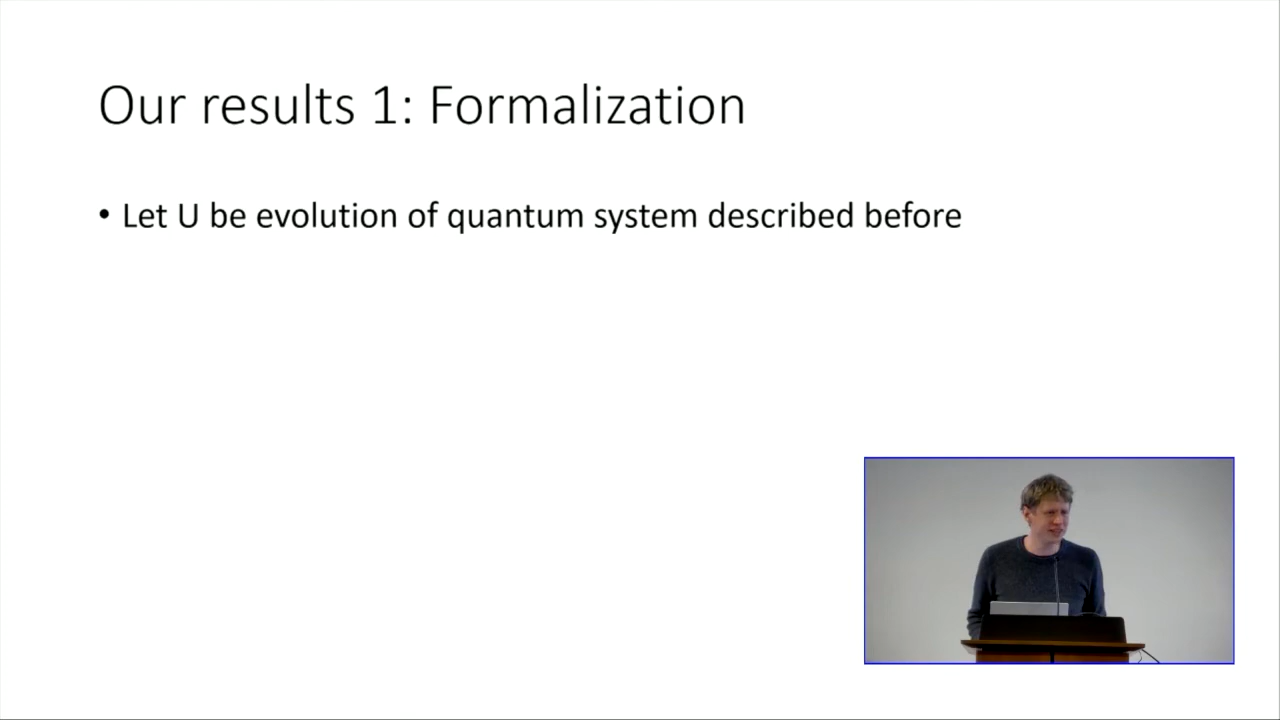 Our results 1: Formalization
• Let U be evolution of quantum system described before